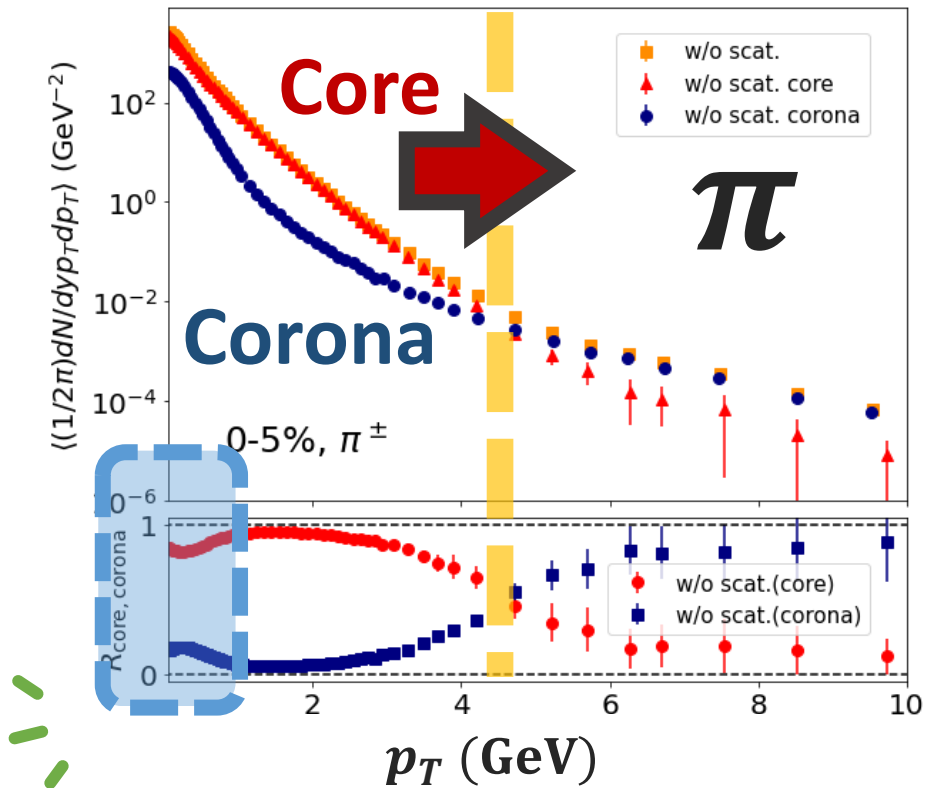 ⟨(1/2π)dN/dyp_T dp_T⟩ (GeV⁻²)
10²
10⁰
10⁻²
10⁻⁴
10⁻⁶
Core
w/o scat.
w/o scat. core
w/o scat. corona
π
Corona
0-5%, π^±
R_core, corona
1
0
w/o scat.(core)
w/o scat.(corona)
2 4 6 8 10
p_T (GeV)